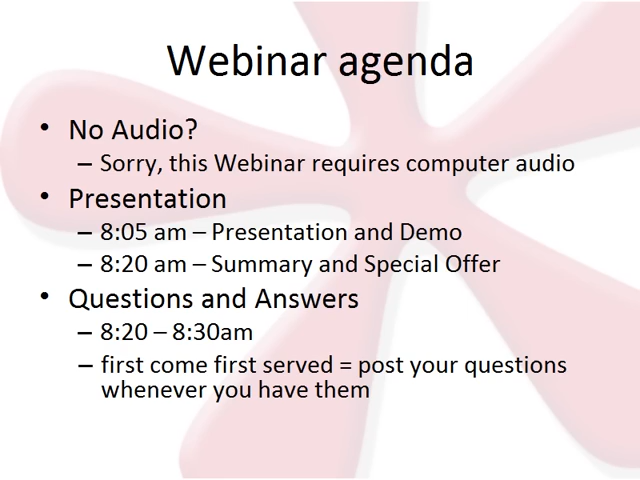 Webinar agenda
• No Audio?
– Sorry, this Webinar requires computer audio
• Presentation
– 8:05 am – Presentation and Demo
– 8:20 am – Summary and Special Offer
• Questions and Answers
– 8:20 – 8:30am
– first come first served = post your questions
whenever you have them